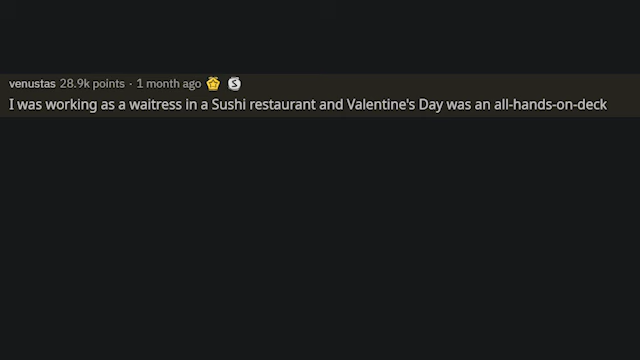 venustas 28.9k points · 1 month ago S
I was working as a waitress in a Sushi restaurant and Valentine's Day was an all-hands-on-deck